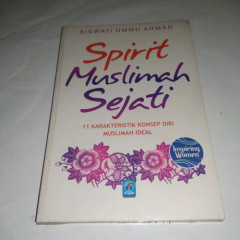 SISWATI UMMU AHMAD
Spirit
Muslimah
Sejati
11 KARAKTERISTIK KONSEP DIRI
MUSLIMAH IDEAL
Inspiring
Women